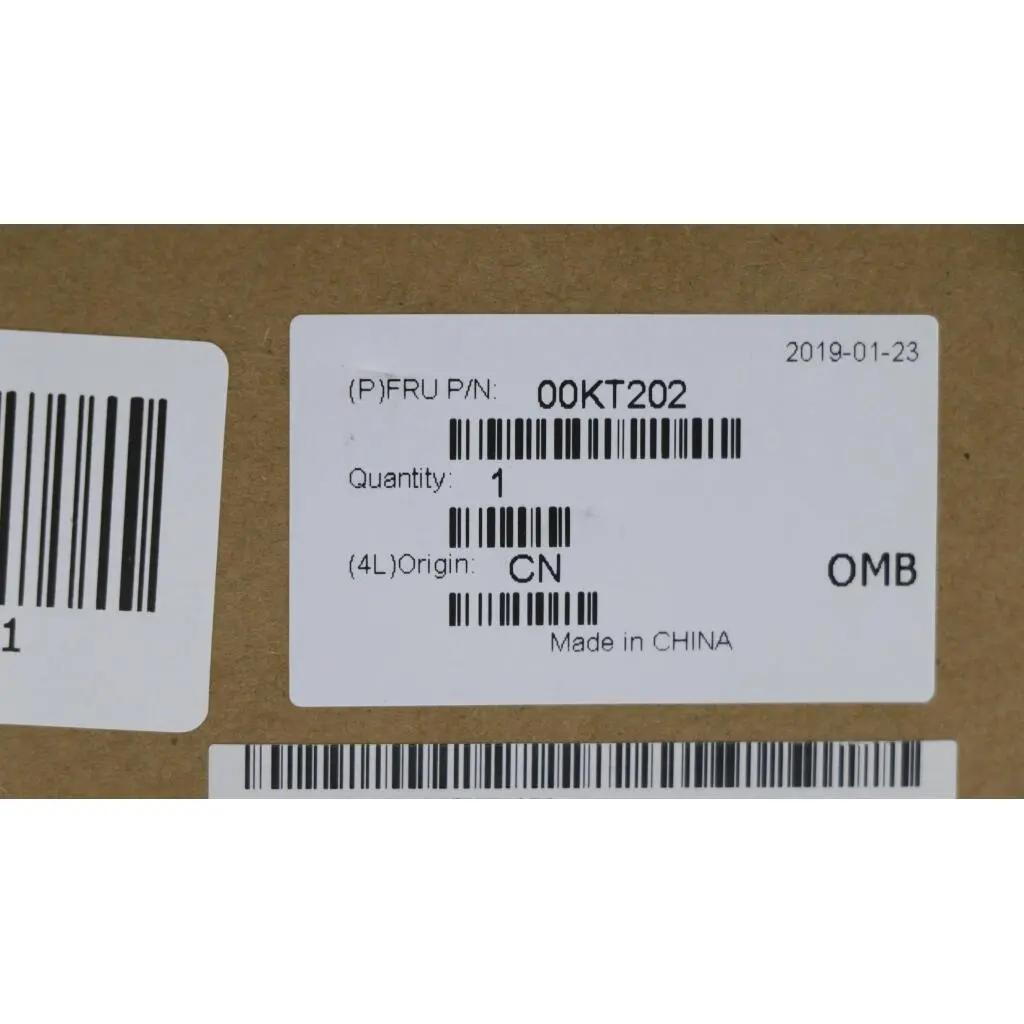 2019-01-23
(P)FRU P/N: 00KT202
Quantity: 1
(4L)Origin: CN
OMB
Made in CHINA
1